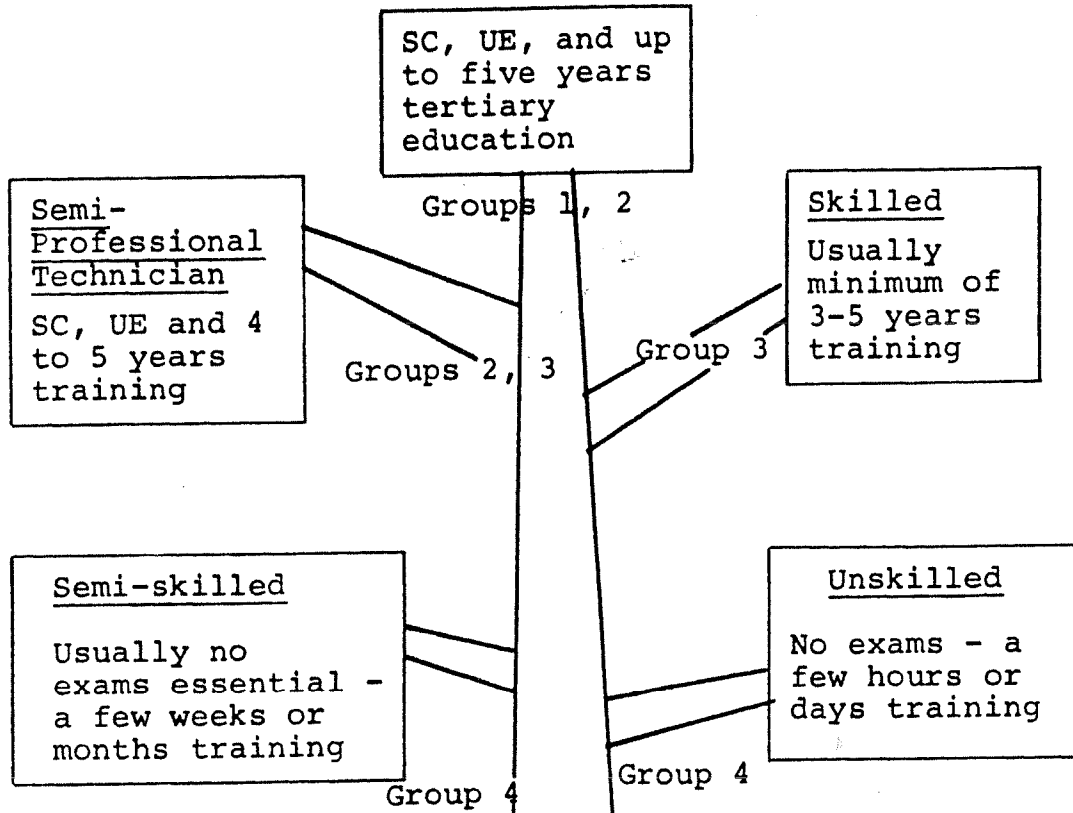 SC, UE, and up
to five years
tertiary
education
Groups 1, 2
Semi-
Professional
Technician
SC, UE and 4
to 5 years
training
Groups 2, 3
Skilled
Usually
minimum of
3-5 years
training
Group 3
Semi-skilled
Usually no
exams essential -
a few weeks or
months training
Group 4
Unskilled
No exams - a
few hours or
days training
Group 4